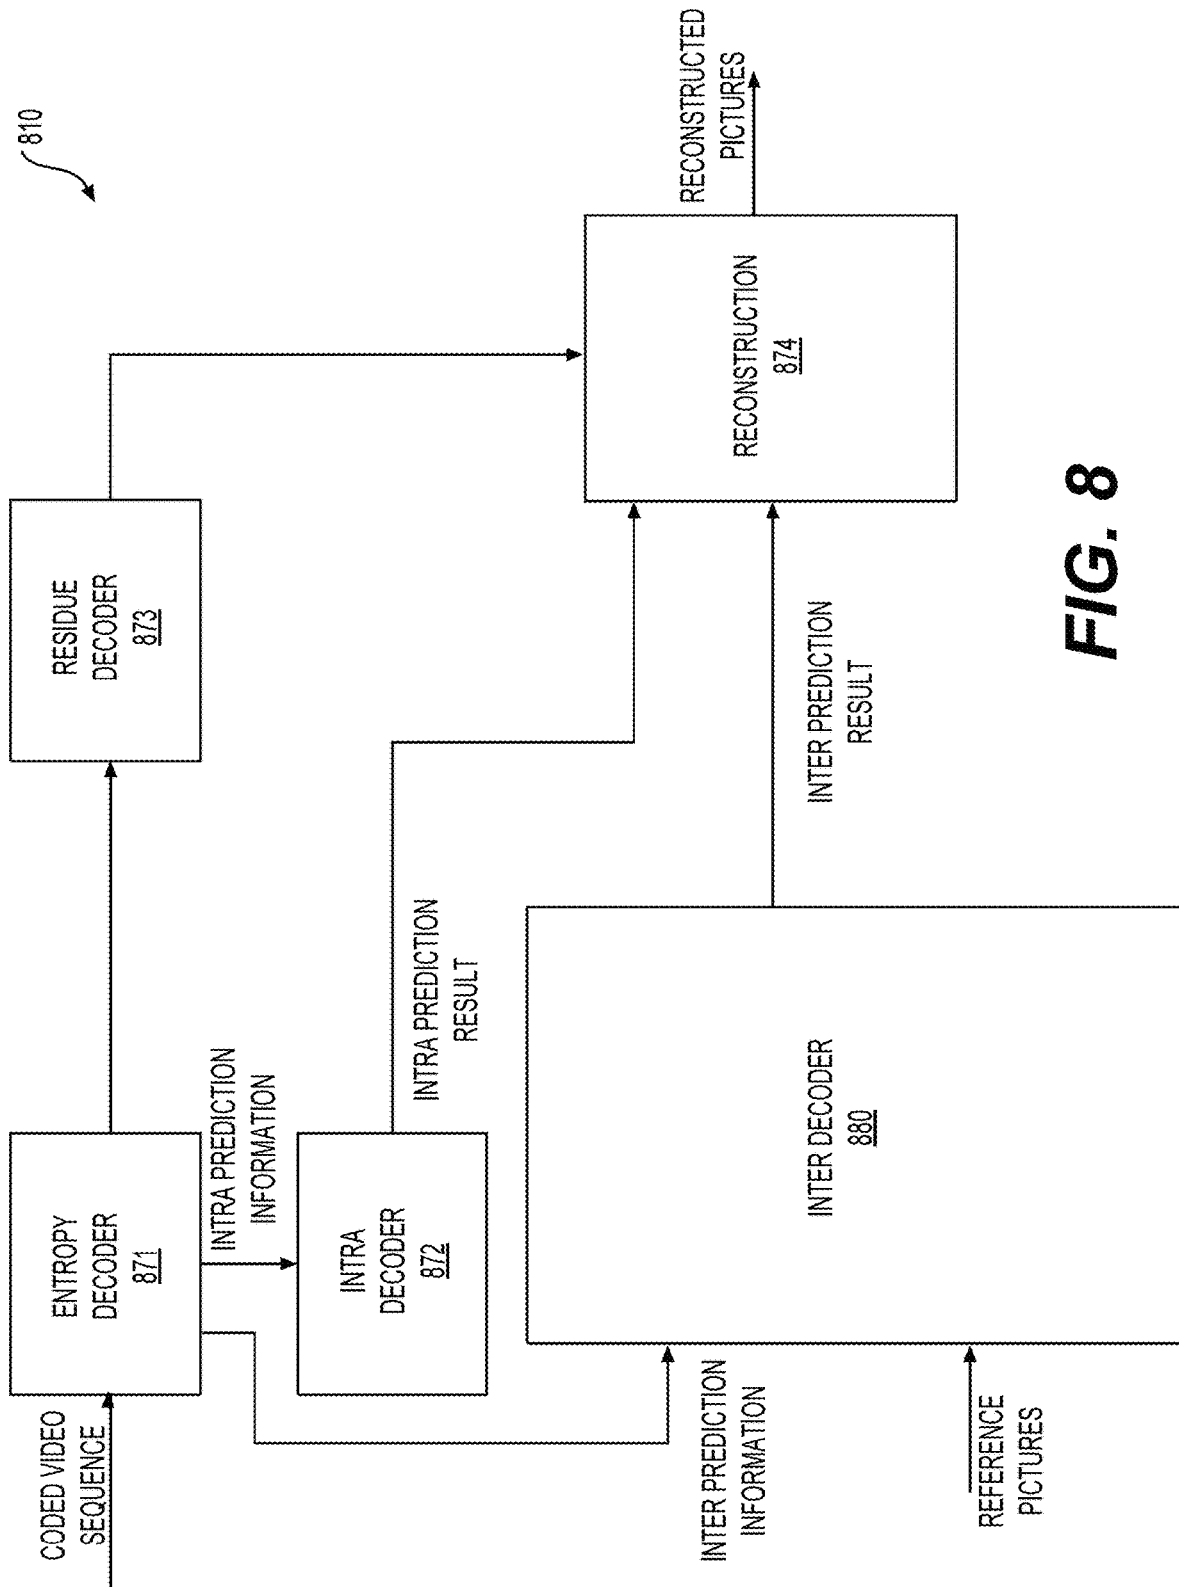 810
CODED VIDEO
SEQUENCE
ENTROPY
DECODER
871
RESIDUE
DECODER
873
INTRA PREDICTION
INFORMATION
INTRA
DECODER
872
INTRA PREDICTION
RESULT
INTER PREDICTION
INFORMATION
REFERENCE
PICTURES
INTER DECODER
880
INTER PREDICTION
RESULT
RECONSTRUCTION
874
RECONSTRUCTED
PICTURES
FIG. 8